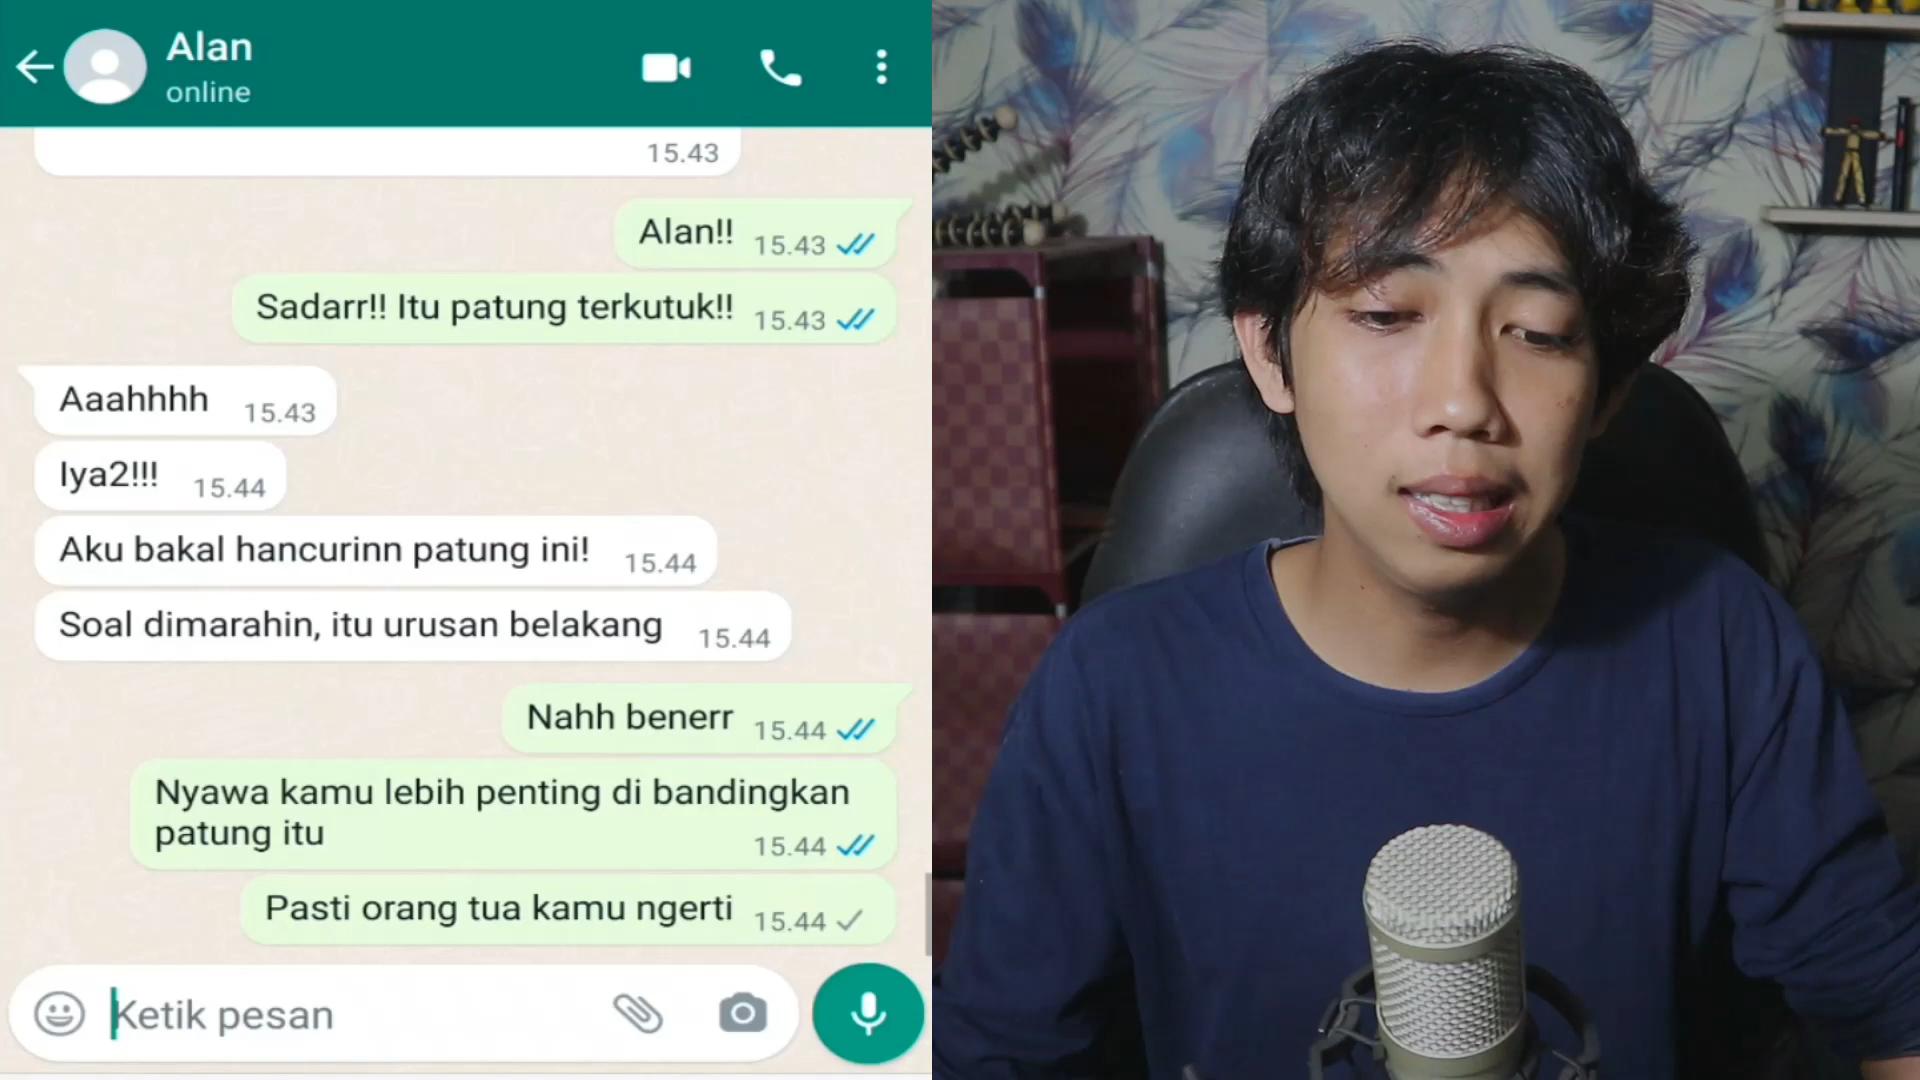 Alan
online
15.43
Alan!! 15.43
Sadarr!! Itu patung terkutuk!! 15.43
Aaahhhh 15.43
Iya2!!! 15.44
Aku bakal hancurinn patung ini! 15.44
Soal dimarahin, itu urusan belakang 15.44
Nahh benerr 15.44
Nyawa kamu lebih penting di bandingkan
patung itu 15.44
Pasti orang tua kamu ngerti 15.44
Ketik pesan